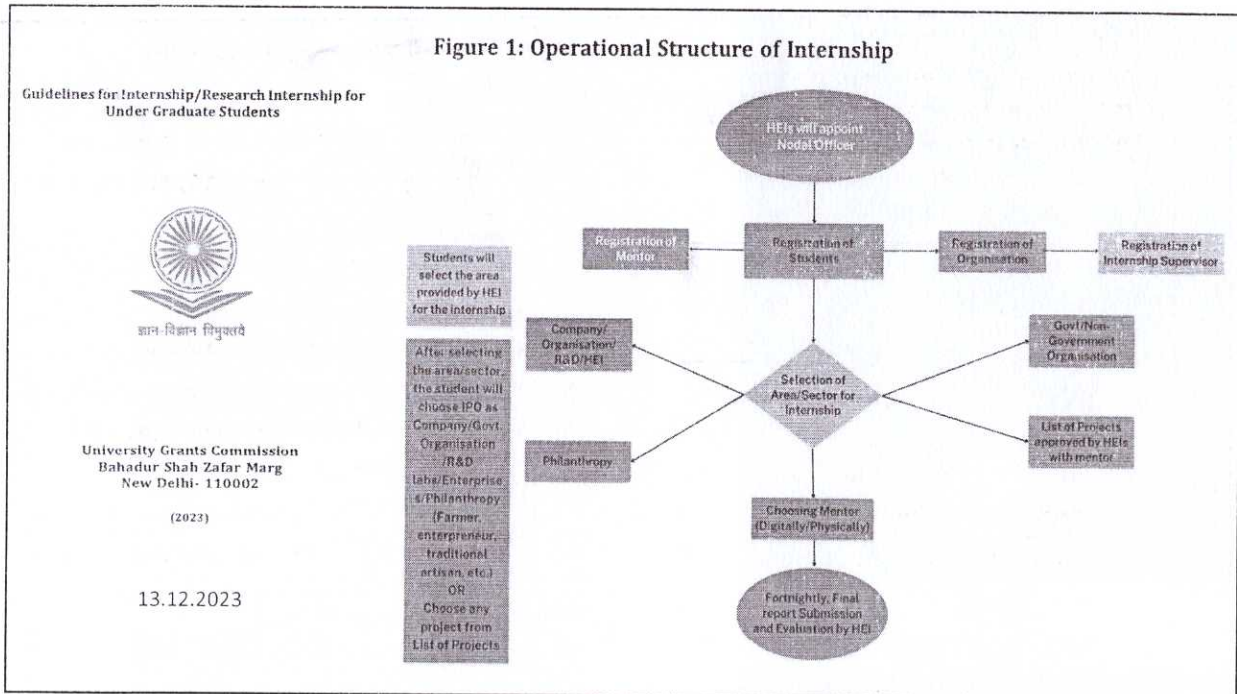 Figure 1: Operational Structure of Internship
Guidelines for Internship/Research Internship for
Under Graduate Students
ज्ञान-विज्ञान विमुक्तये
University Grants Commission
Bahadur Shah Zafar Marg
New Delhi- 110002
(2023)
13.12.2023
Students will
select the area
provided by HEI
for the internship
After selecting
the area/sector,
the student will
choose IPO as
Company/Govt.
Organisation
/R&D
labs/Enterprise
s/Philanthropy
(Farmer,
enterpreneur,
traditional
artisan, etc.)
OR
Choose any
project from
List of Projects
HEIs will appoint
Nodal Officer
Registration of
Mentor
Registration of
Students
Registration of
Organisation
Registration of
Internship Supervisor
Company/
Organisation/
R&D/HEI
Philanthropy
Selection of
Area/Sector for
Internship
Govt/Non-
Government
Organisation
List of Projects
approved by HEIs
with mentor
Choosing Mentor
(Digitally/Physically)
Fortnightly, Final
report Submission
and Evaluation by HEI